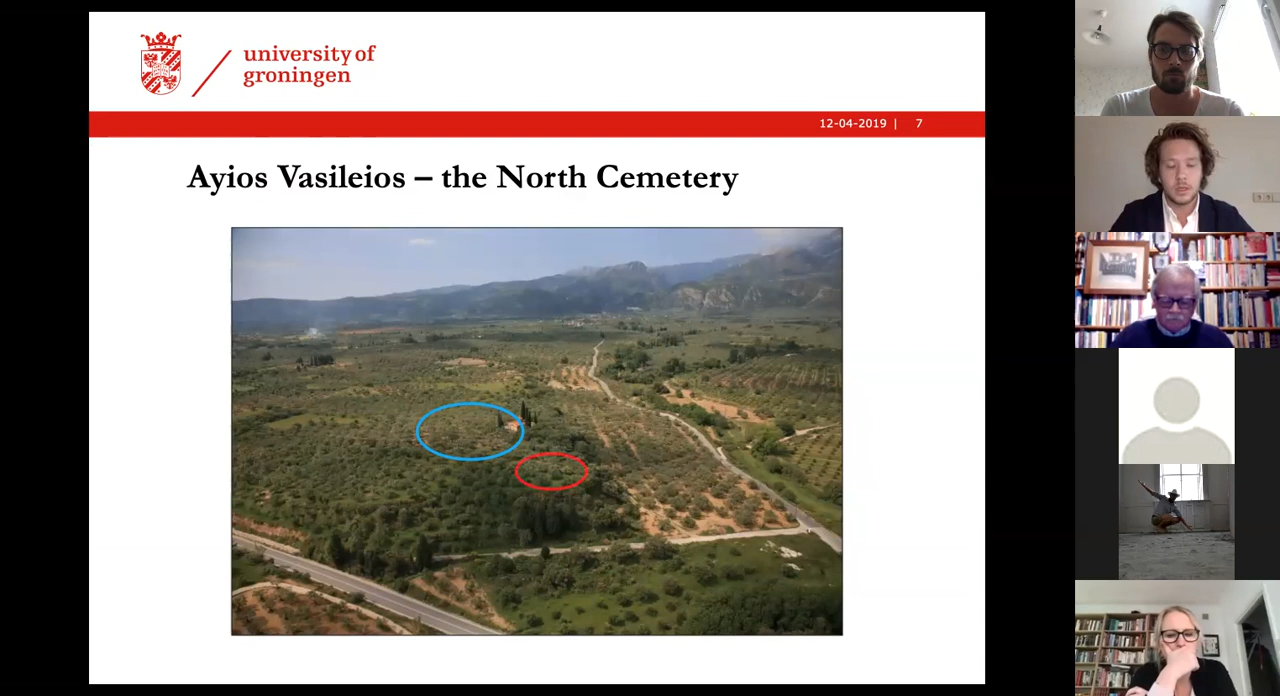 university of
groningen
12-04-2019 | 7
Ayios Vasileios – the North Cemetery